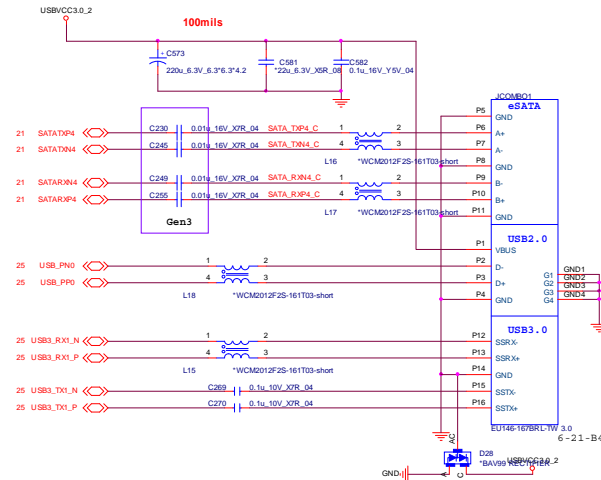 USBVCC3.0_2
100mils
+ C573
220u_6.3V_6.3*6.3*4.2
C581
*22u_6.3V_X5R_08
C582
0.1u_16V_Y5V_04
JCOMBO1
eSATA
P5 GND
21 SATATXP4 C230 0.01u_16V_X7R_04 SATA_TXP4_C 1 2 P6 A+
21 SATATXN4 C245 0.01u_16V_X7R_04 SATA_TXN4_C 4 3 P7 A-
L16 *WCM2012F2S-161T03-short P8 GND
21 SATARXN4 C249 0.01u_16V_X7R_04 SATA_RXN4_C 1 2 P9 B-
21 SATARXP4 C255 0.01u_16V_X7R_04 SATA_RXP4_C 4 3 P10 B+
L17 *WCM2012F2S-161T03-short P11 GND
Gen3
USB2.0
P1 VBUS
25 USB_PN0 1 2 P2 D-
25 USB_PP0 4 3 P3 D+
L18 *WCM2012F2S-161T03-short P4 GND
G1 GND1
G2 GND2
G3 GND3
G4 GND4
USB3.0
25 USB3_RX1_N 1 2 P12 SSRX-
25 USB3_RX1_P 4 3 P13 SSRX+
L15 *WCM2012F2S-161T03-short P14 GND
25 USB3_TX1_N C269 0.1u_10V_X7R_04 P15 SSTX-
25 USB3_TX1_P C270 0.1u_10V_X7R_04 P16 SSTX+
EU146-167BRL-TW 3.0
6-21-B4
AC
D28
*BAV99 RECTIFIER
USBVCC3.0_2
GND
A
C